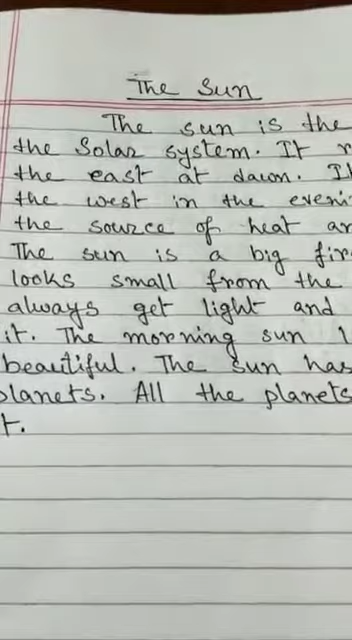 The Sun
The sun is the
the Solar system. It
the east at dawn.
the west in the
the source of heat
The sun is a big
looks small from the
always get light and
it. The morning sun
beautiful. The sun has
planets. All the planets